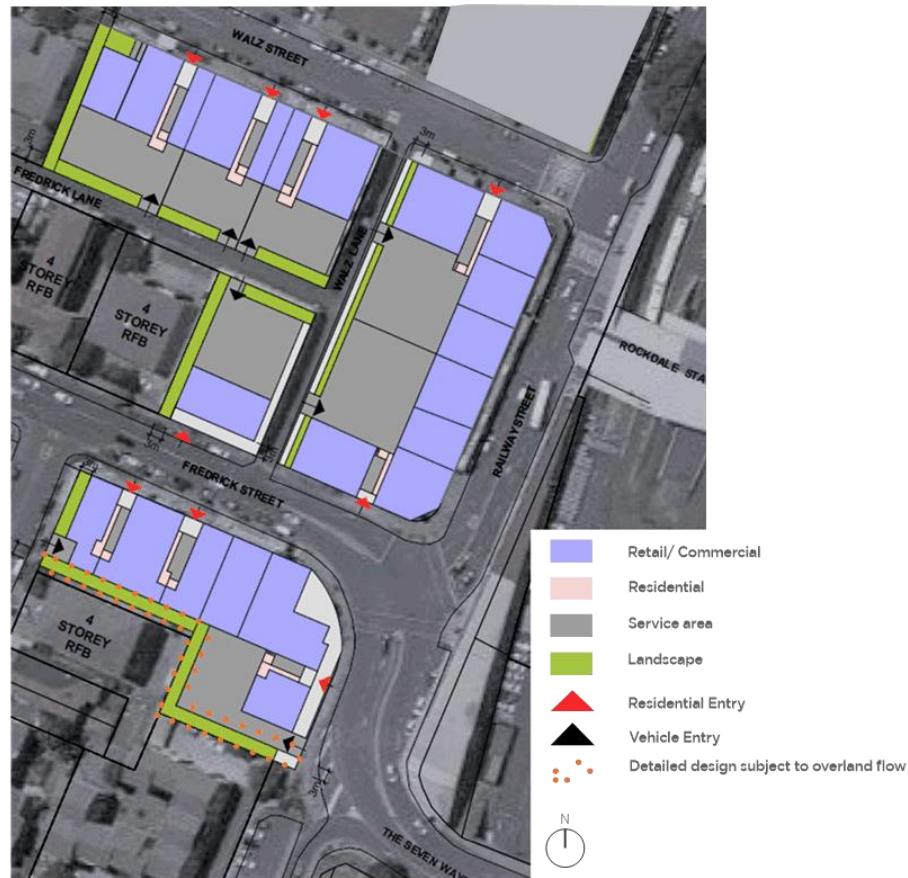 WALZ STREET
3m
3m
FREDRICK LANE
WALZ LANE
4
STOREY
RFB
4
STOREY
RFB
ROCKDALE STA
RAILWAY STREET
3m
3m
FREDRICK STREET
3m
4
STOREY
RFB
3m
THE SEVEN WAY
Retail/ Commercial
Residential
Service area
Landscape
Residential Entry
Vehicle Entry
Detailed design subject to overland flow
N